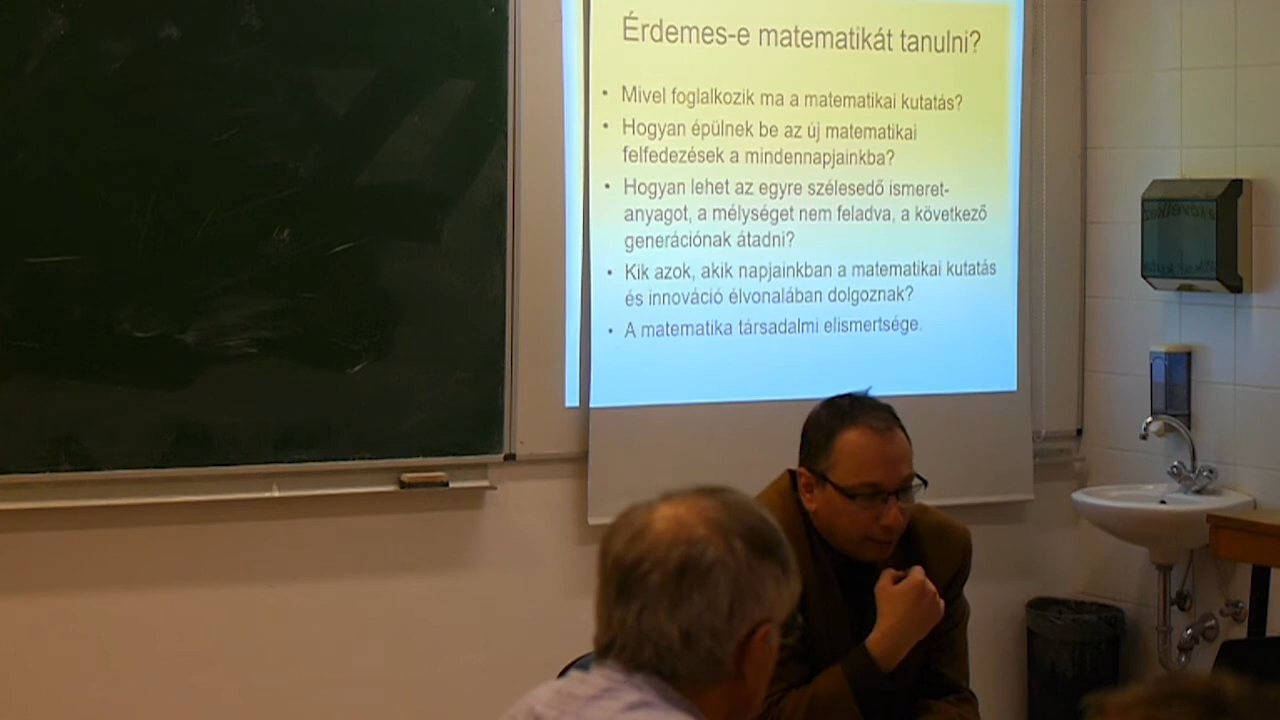 Érdemes-e matematikát tanulni?
• Mivel foglalkozik ma a matematikai kutatás?
• Hogyan épülnek be az új matematikai
felfedezések a mindennapjainkba?
• Hogyan lehet az egyre szélesedő ismeret-
anyagot, a mélységet nem feladva, a következő
generációnak átadni?
• Kik azok, akik napjainkban a matematikai kutatás
és innováció élvonalában dolgoznak?
• A matematika társadalmi elismertsége.